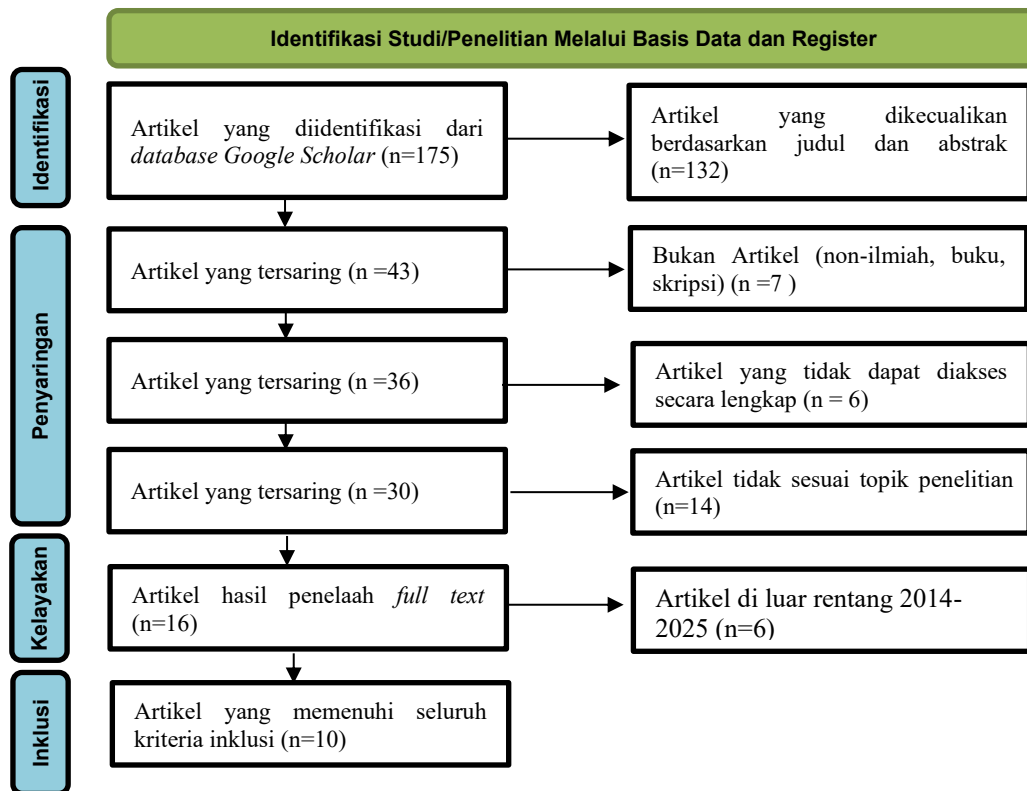 Identifikasi Studi/Penelitian Melalui Basis Data dan Register
Identifikasi
Artikel yang diidentifikasi dari
database Google Scholar (n=175)
Artikel yang dikecualikan
berdasarkan judul dan abstrak
(n=132)
Penyaringan
Artikel yang tersaring (n =43)
Bukan Artikel (non-ilmiah, buku,
skripsi) (n =7 )
Artikel yang tersaring (n =36)
Artikel yang tidak dapat diakses
secara lengkap (n = 6)
Artikel yang tersaring (n =30)
Artikel tidak sesuai topik penelitian
(n=14)
Kelayakan
Artikel hasil penelaah full text
(n=16)
Artikel di luar rentang 2014-
2025 (n=6)
Inklusi
Artikel yang memenuhi seluruh
kriteria inklusi (n=10)